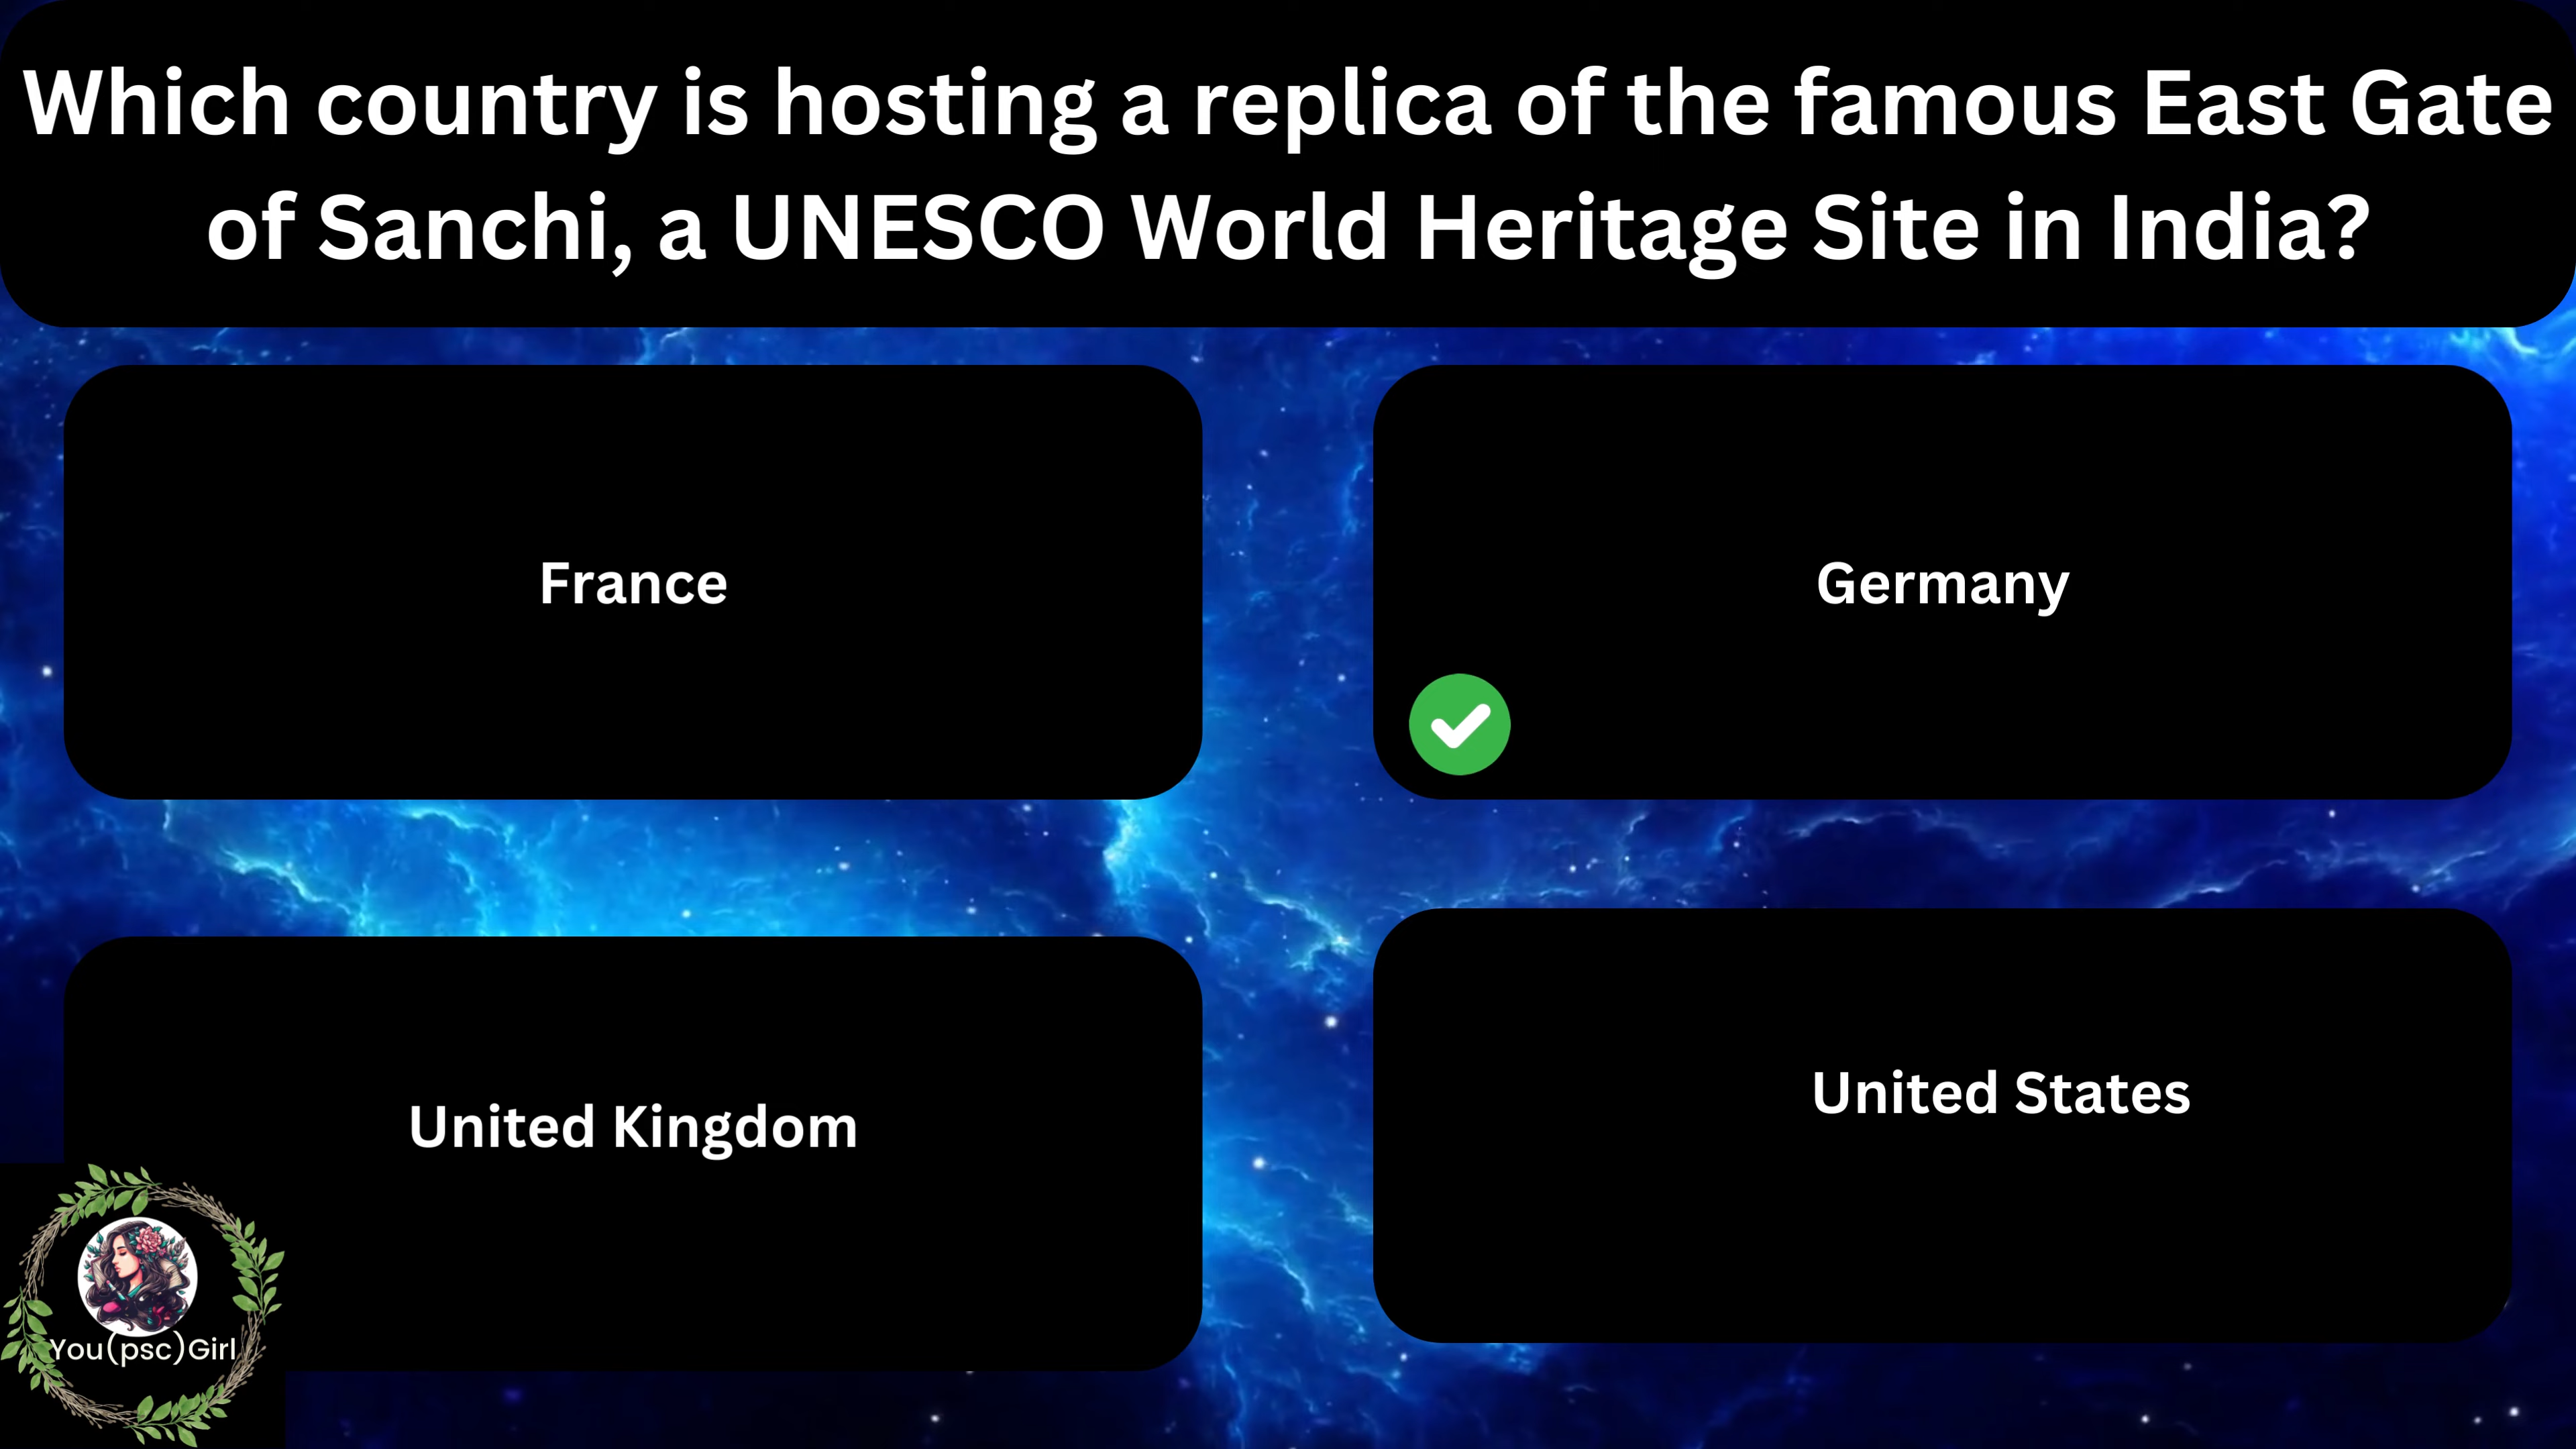 Which country is hosting a replica of the famous East Gate
of Sanchi, a UNESCO World Heritage Site in India?
France
Germany
United Kingdom
United States
You(psc)Girl